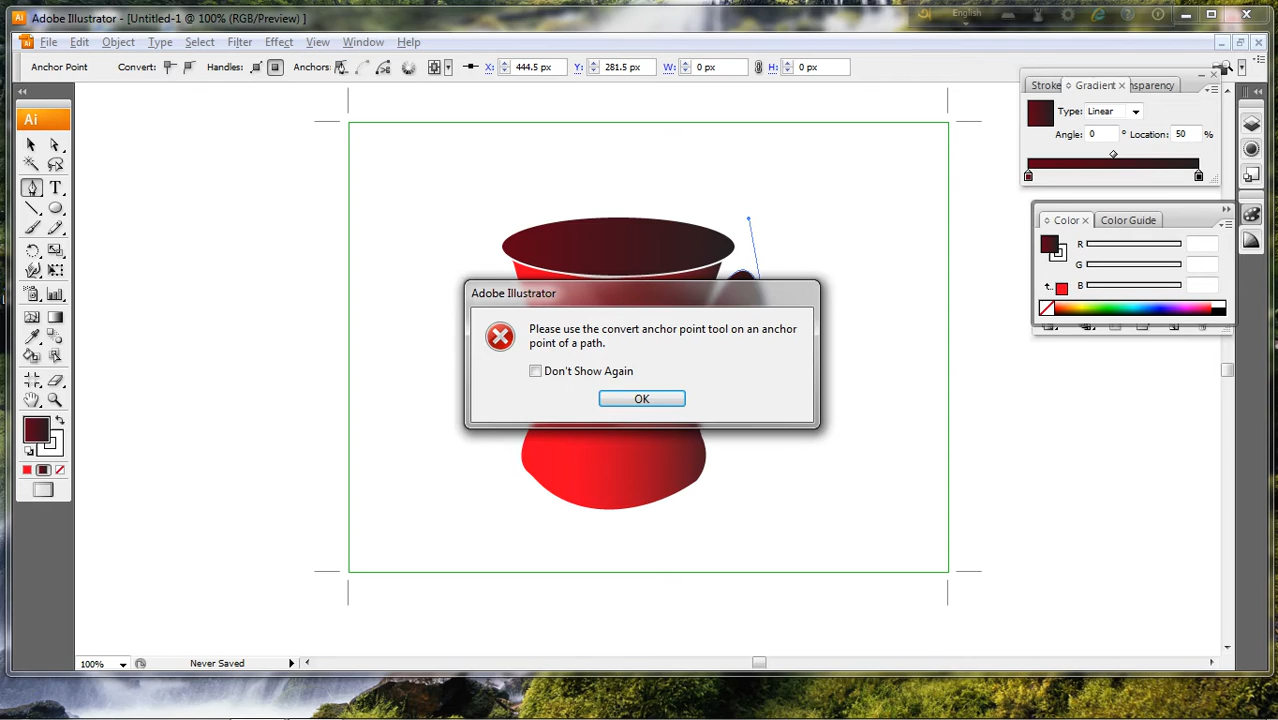 Adobe Illustrator - [Untitled-1 @ 100% (RGB/Preview) ]
English
File Edit Object Type Select Filter Effect View Window Help
Anchor Point Convert: Handles: Anchors: X: 444.5 px Y: 281.5 px W: 0 px H: 0 px
Stroke Gradient nsparency
Type: Linear
Angle: 0 ° Location: 50 %
Ai
T
Color Color Guide
R
G
B
Adobe Illustrator
Please use the convert anchor point tool on an anchor
point of a path.
Don't Show Again
OK
100% Never Saved